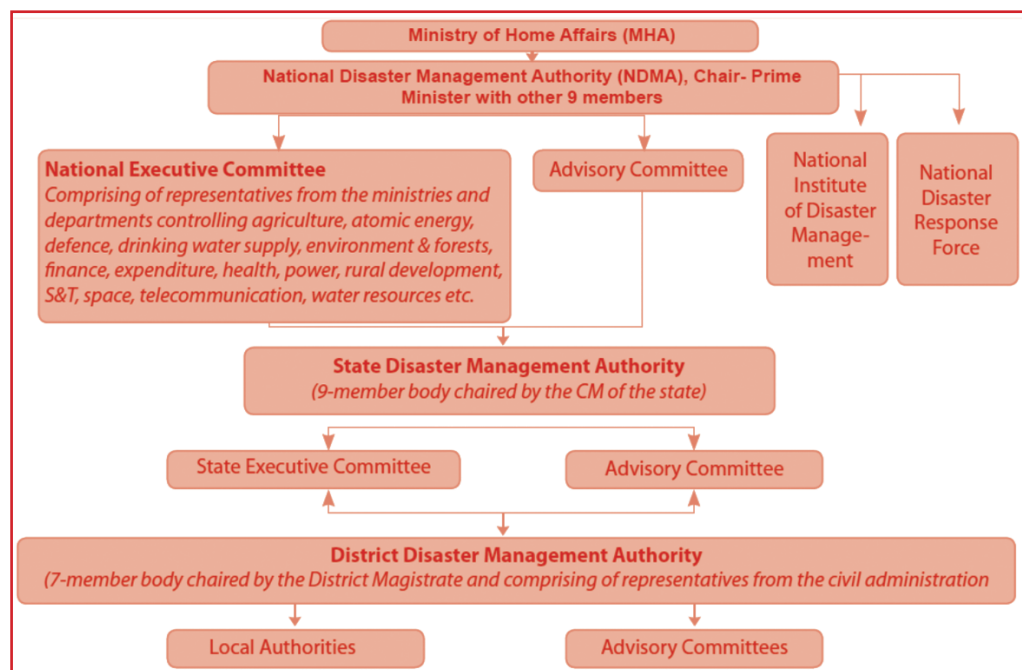 Ministry of Home Affairs (MHA)
National Disaster Management Authority (NDMA), Chair- Prime
Minister with other 9 members
National Executive Committee
Comprising of representatives from the ministries and
departments controlling agriculture, atomic energy,
defence, drinking water supply, environment & forests,
finance, expenditure, health, power, rural development,
S&T, space, telecommunication, water resources etc.
Advisory Committee
National
Institute
of Disaster
Manage-
ment
National
Disaster
Response
Force
State Disaster Management Authority
(9-member body chaired by the CM of the state)
State Executive Committee
Advisory Committee
District Disaster Management Authority
(7-member body chaired by the District Magistrate and comprising of representatives from the civil administration
Local Authorities
Advisory Committees